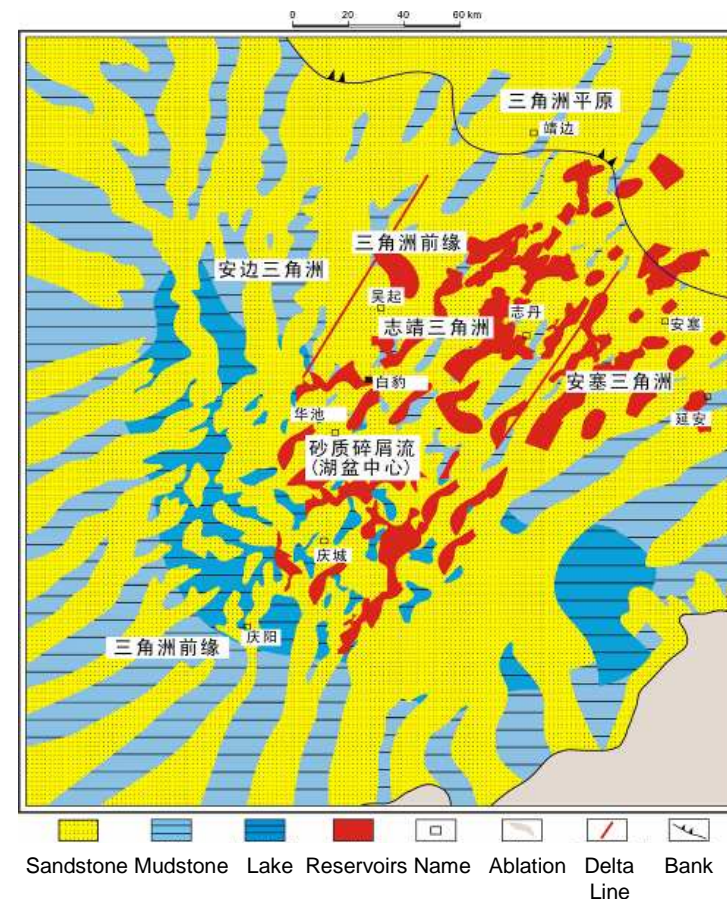 0 20 40 60 km
三角洲平原
靖边
三角洲前缘
安边三角洲
吴起
志靖三角洲
志丹
安塞
白豹
安塞三角洲
华池
延安
砂质碎屑流
(湖盆中心)
庆城
庆阳
三角洲前缘
Sandstone Mudstone Lake Reservoirs Name Ablation Delta Line Bank